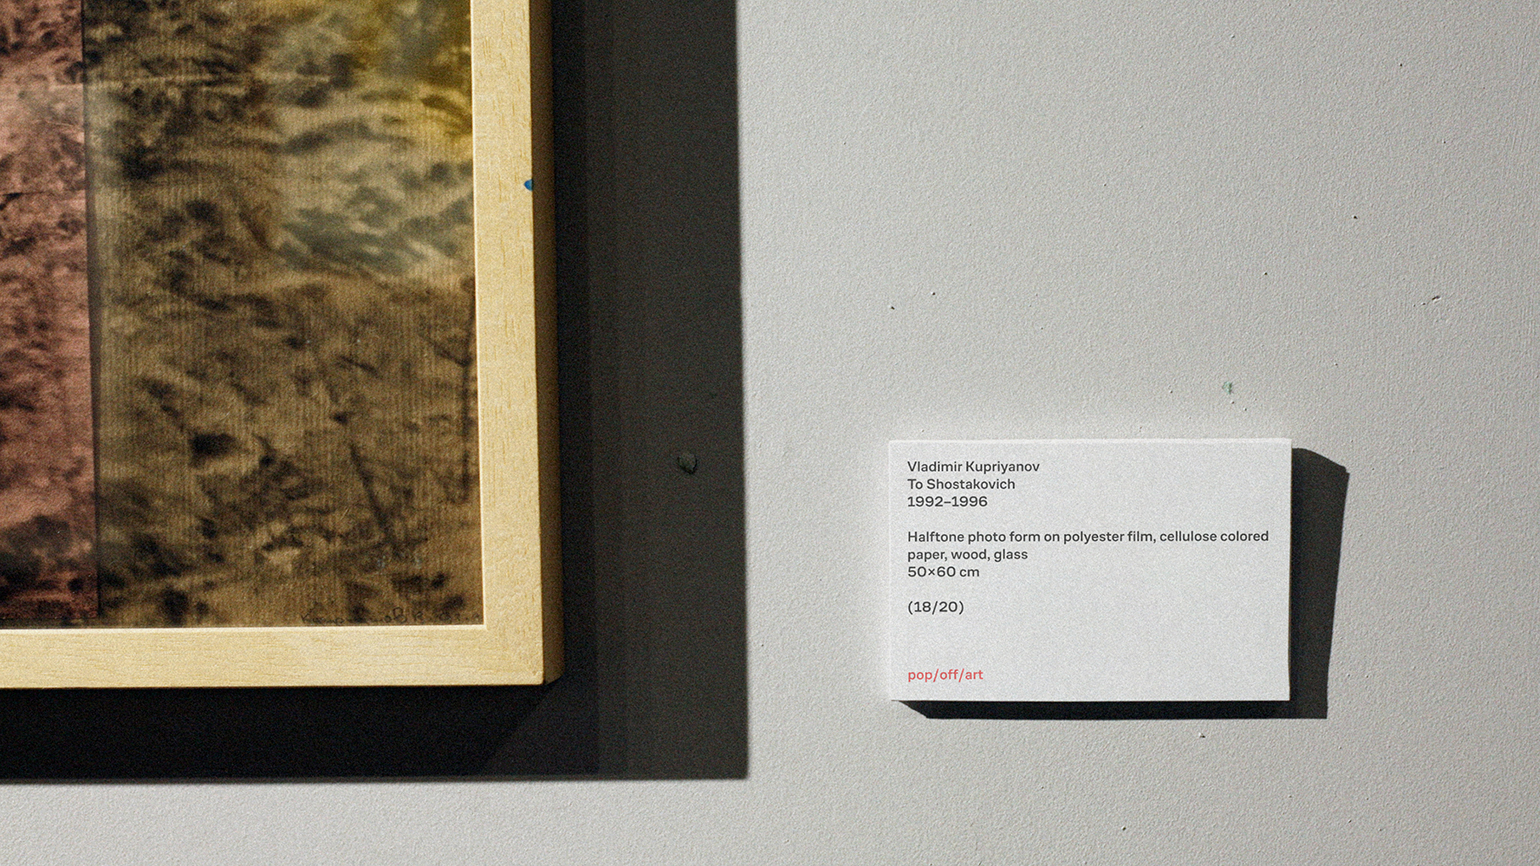 Vladimir Kupriyanov
To Shostakovich
1992–1996
Halftone photo form on polyester film, cellulose colored
paper, wood, glass
50×60 cm
(18/20)
pop/off/art